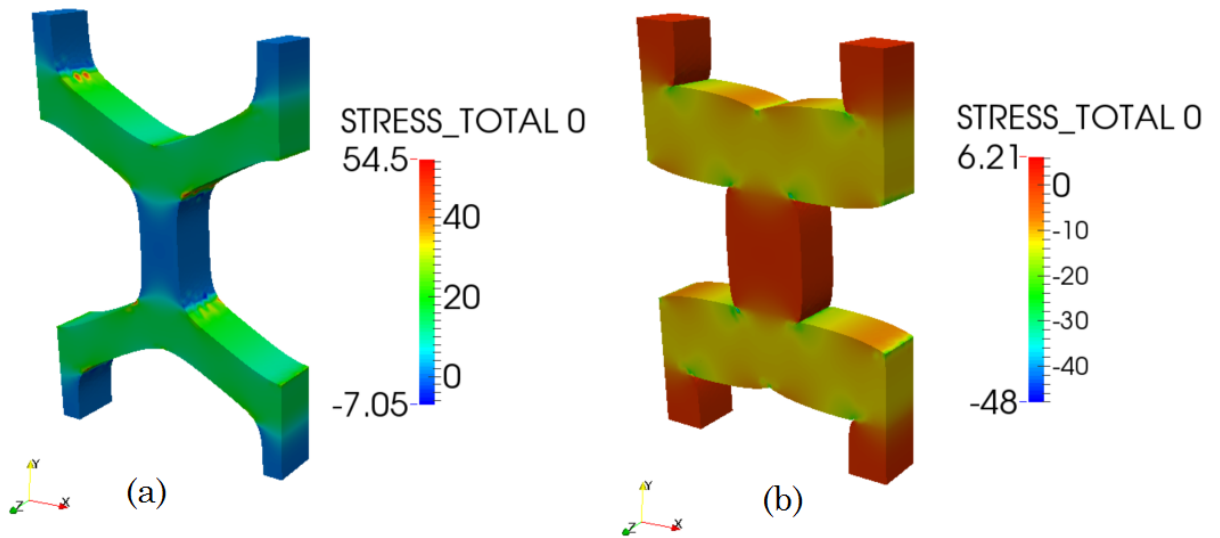 STRESS_TOTAL 0
54.5
40
20
0
-7.05
Y
Z
X
(a)
STRESS_TOTAL 0
6.21
0
-10
-20
-30
-40
-48
Y
Z
X
(b)